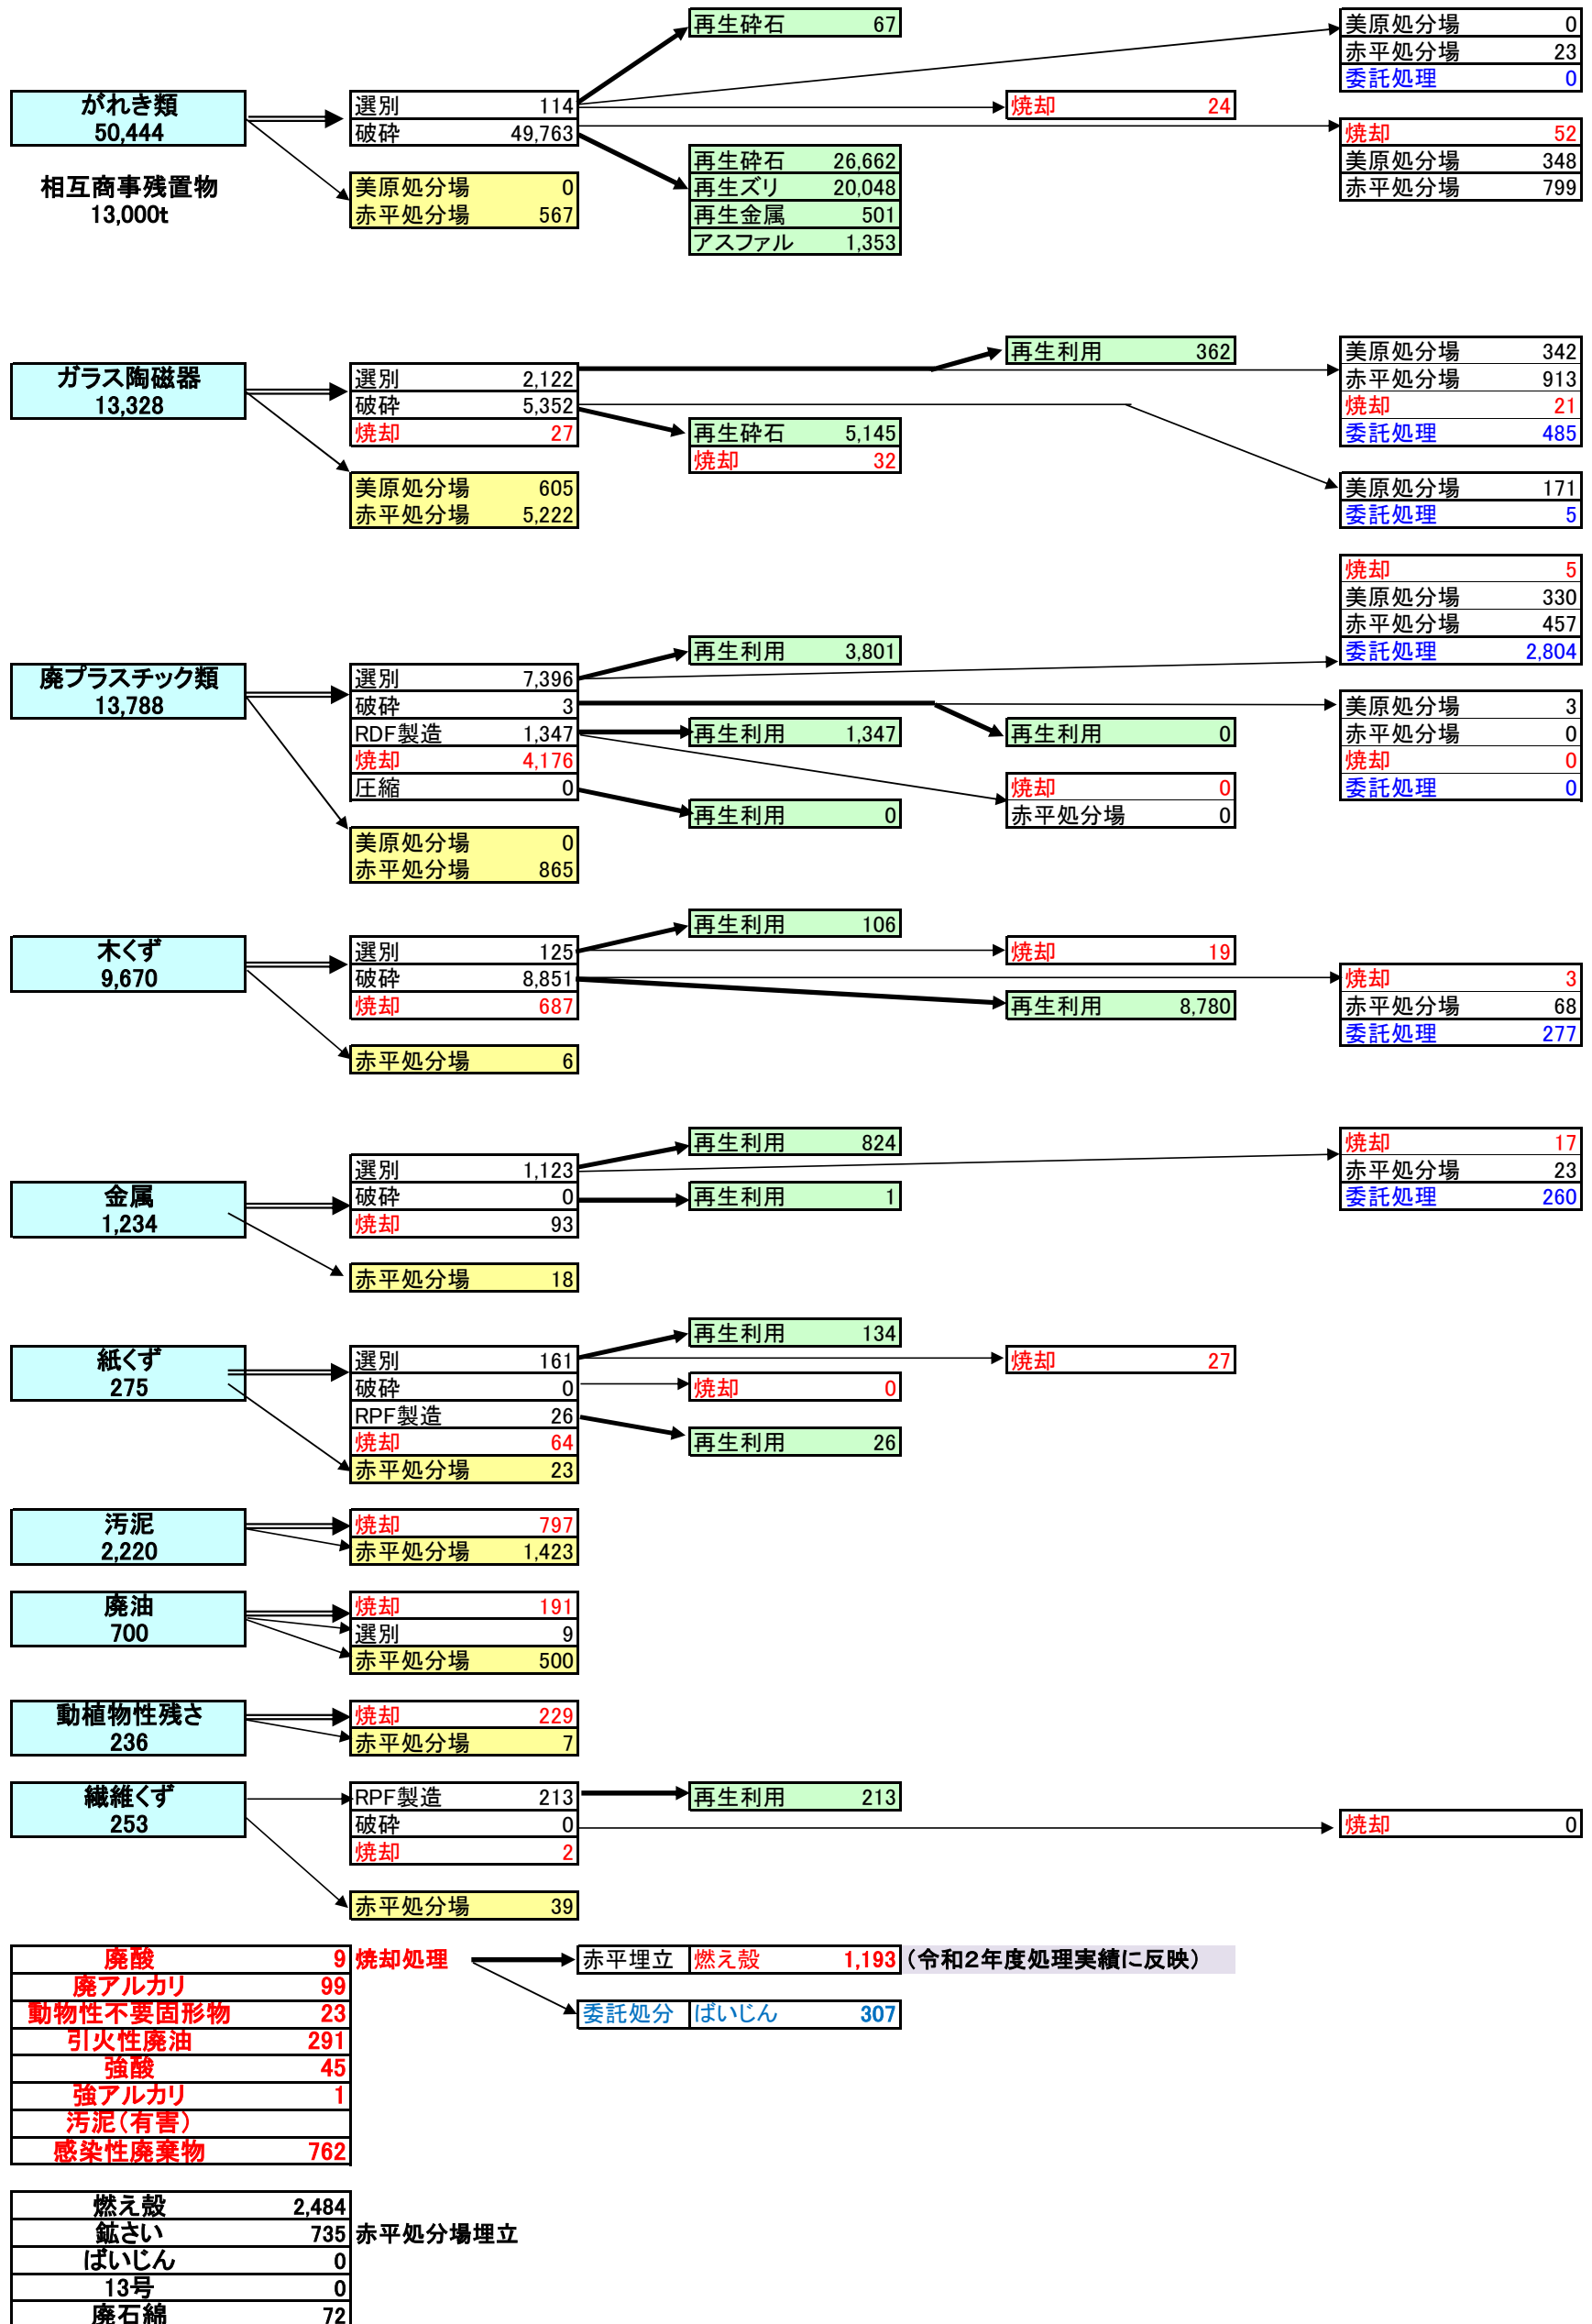 再生砕石 67
美原処分場 0
赤平処分場 23
委託処理 0
がれき類
50,444
選別 114
破砕 49,763
焼却 24
焼却 52
美原処分場 348
赤平処分場 799
再生砕石 26,662
再生ズリ 20,048
再生金属 501
アスファル 1,353
相互商事残置物
13,000t
美原処分場 0
赤平処分場 567
再生利用 362
美原処分場 342
赤平処分場 913
焼却 21
委託処理 485
ガラス陶磁器
13,328
選別 2,122
破砕 5,352
焼却 27
再生砕石 5,145
焼却 32
美原処分場 605
赤平処分場 5,222
美原処分場 171
委託処理 5
焼却 5
美原処分場 330
赤平処分場 457
委託処理 2,804
再生利用 3,801
廃プラスチック類
13,788
選別 7,396
破砕 3
RDF製造 1,347
焼却 4,176
圧縮 0
再生利用 1,347
再生利用 0
美原処分場 3
赤平処分場 0
焼却 0
委託処理 0
焼却 0
赤平処分場 0
再生利用 0
美原処分場 0
赤平処分場 865
再生利用 106
木くず
9,670
選別 125
破砕 8,851
焼却 687
焼却 19
再生利用 8,780
焼却 3
赤平処分場 68
委託処理 277
赤平処分場 6
再生利用 824
焼却 17
赤平処分場 23
委託処理 260
金属
1,234
選別 1,123
破砕 0
焼却 93
再生利用 1
赤平処分場 18
再生利用 134
紙くず
275
選別 161
破砕 0
RPF製造 26
焼却 64
赤平処分場 23
焼却 27
焼却 0
再生利用 26
汚泥
2,220
焼却 797
赤平処分場 1,423
廃油
700
焼却 191
選別 9
赤平処分場 500
動植物性残さ
236
焼却 229
赤平処分場 7
繊維くず
253
RPF製造 213
破砕 0
焼却 2
再生利用 213
焼却 0
赤平処分場 39
廃酸 9 焼却処理 赤平埋立 燃え殻 1,193 (令和2年度処理実績に反映)
廃アルカリ 99
動物性不要固形物 23 委託処分 ばいじん 307
引火性廃油 291
強酸 45
強アルカリ 1
汚泥(有害)
感染性廃棄物 762
燃え殻 2,484
鉱さい 735 赤平処分場埋立
ばいじん 0
13号 0
廃石綿 72